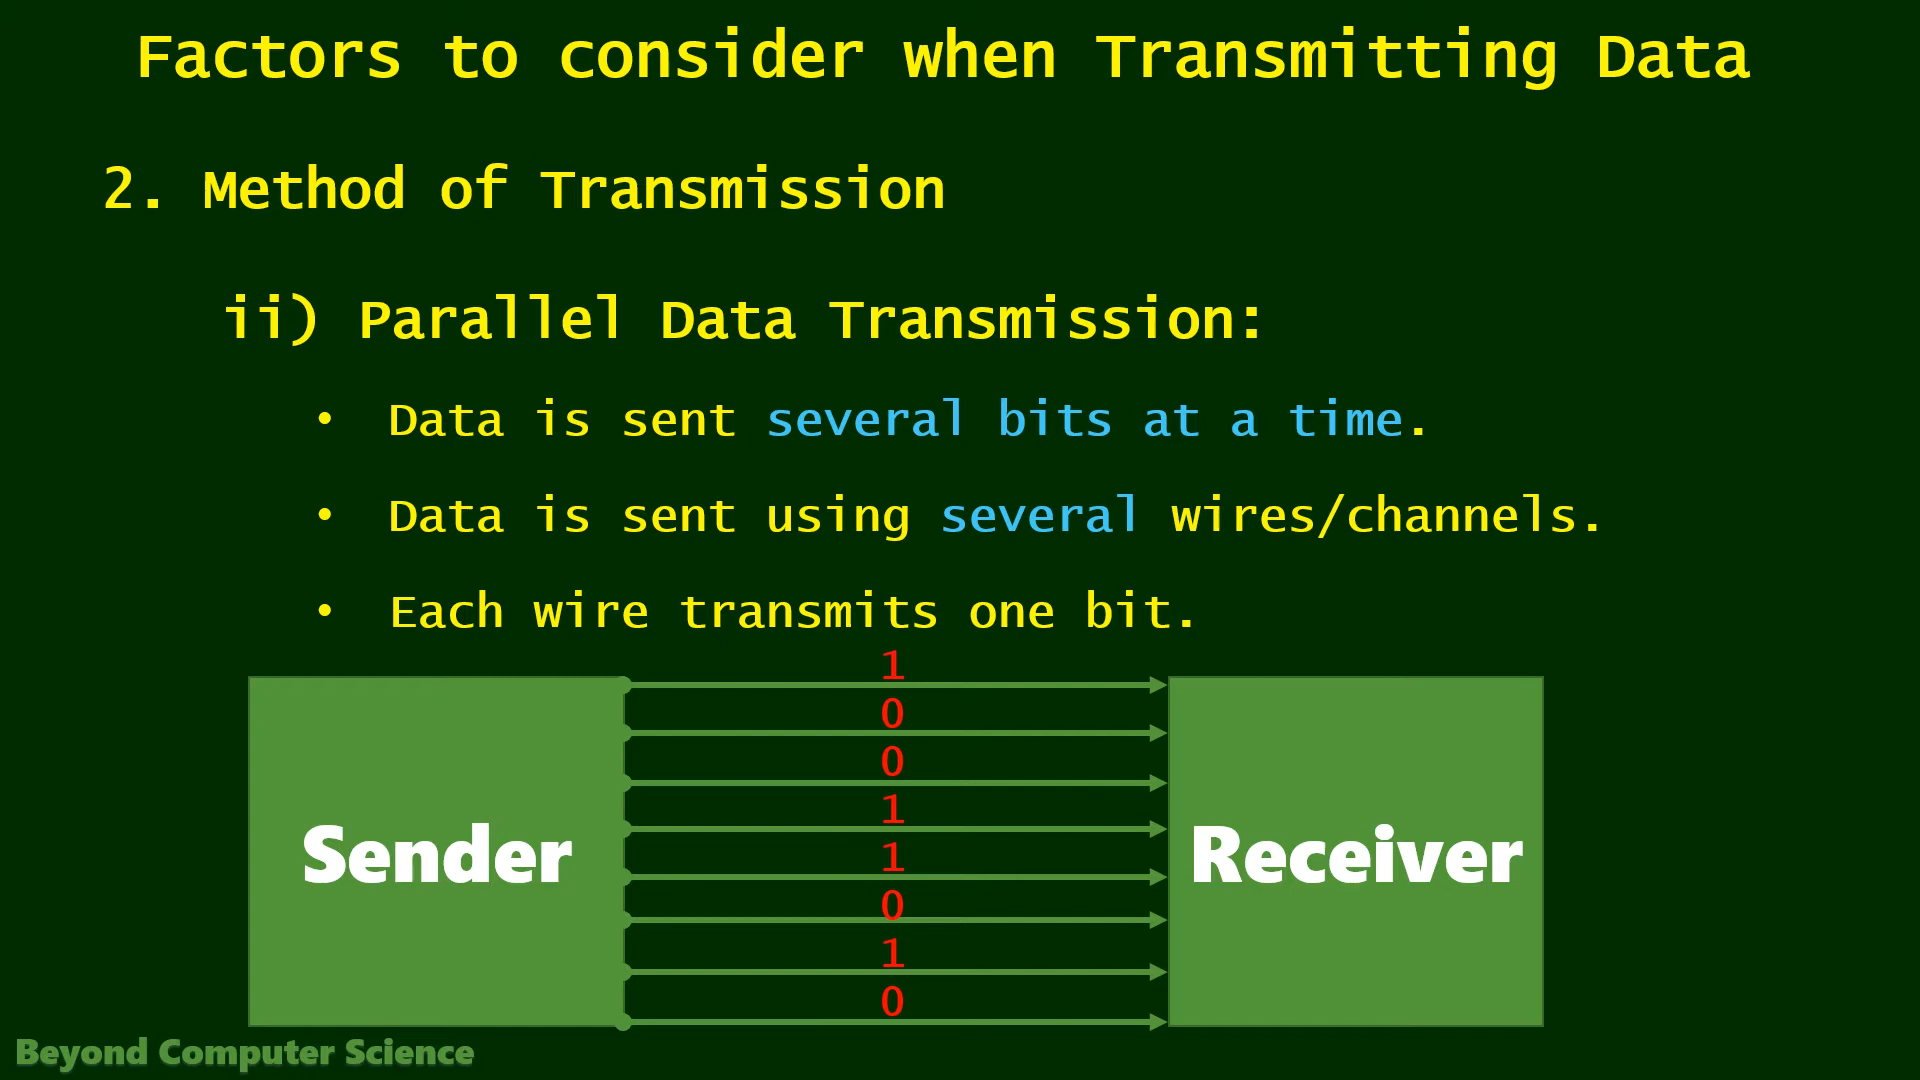 Factors to consider when Transmitting Data
2. Method of Transmission
ii) Parallel Data Transmission:
• Data is sent several bits at a time.
• Data is sent using several wires/channels.
• Each wire transmits one bit.
1
0
0
1
1
0
1
0
Sender
Receiver
Beyond Computer Science